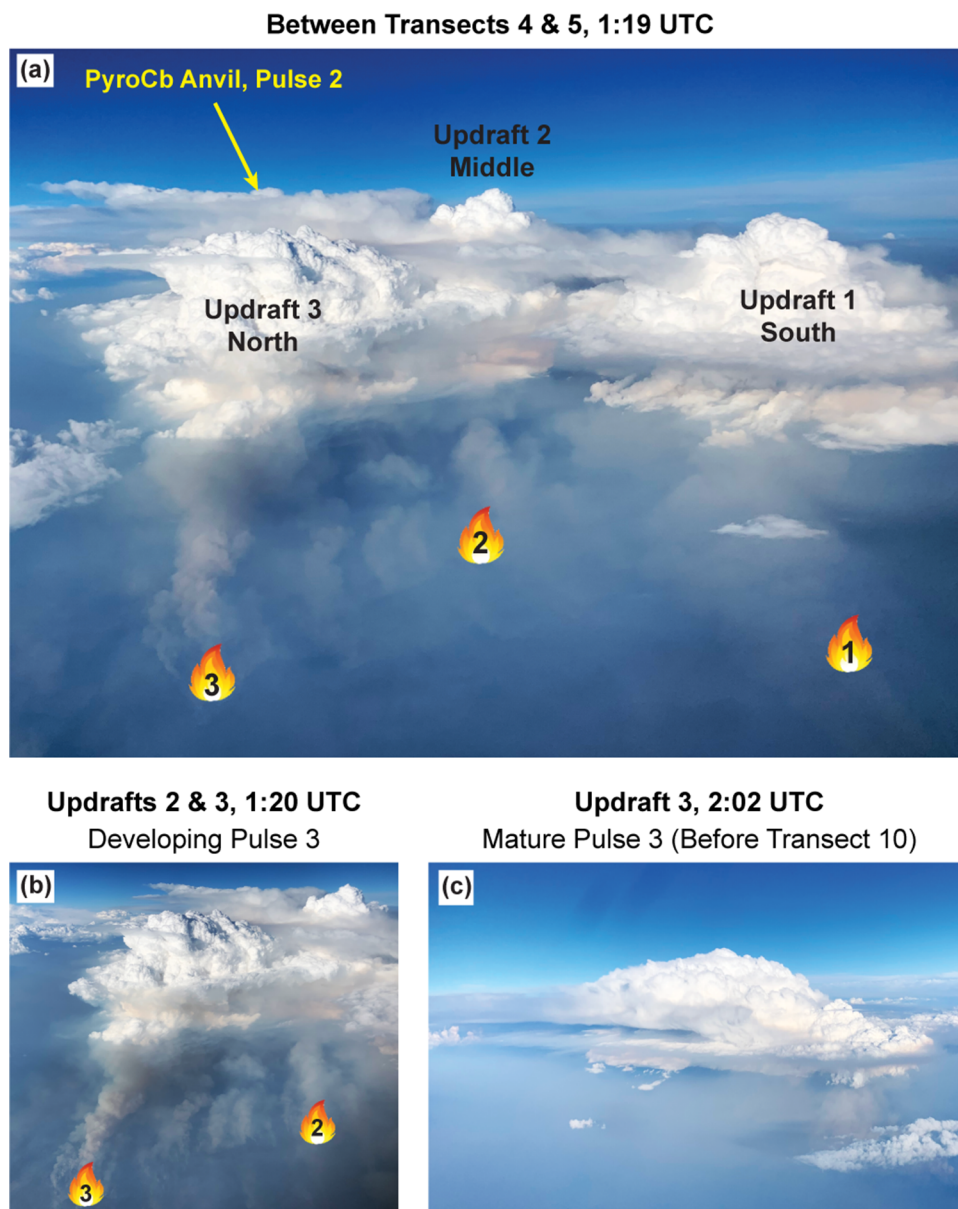 Between Transects 4 & 5, 1:19 UTC
(a)
PyroCb Anvil, Pulse 2
Updraft 2
Middle
Updraft 3
North
Updraft 1
South
2
1
3
Updrafts 2 & 3, 1:20 UTC
Developing Pulse 3
Updraft 3, 2:02 UTC
Mature Pulse 3 (Before Transect 10)
(b)
2
3
(c)